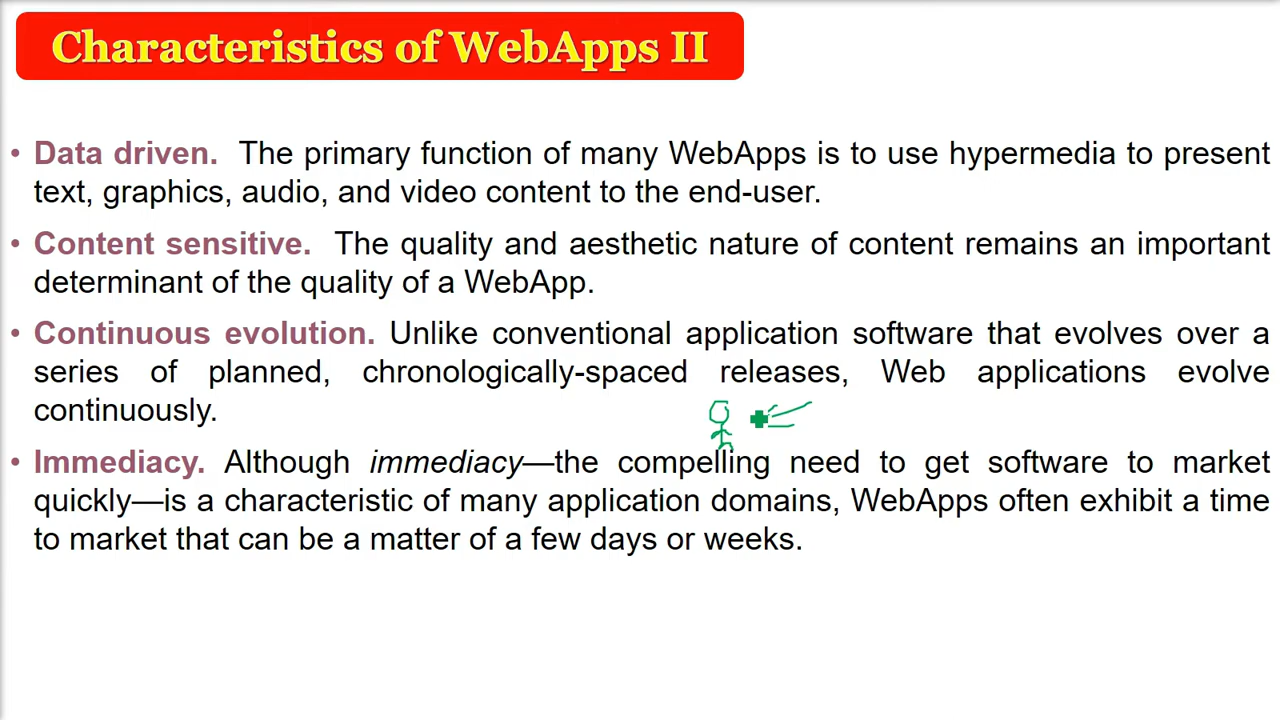 Characteristics of WebApps II
• Data driven. The primary function of many WebApps is to use hypermedia to present
text, graphics, audio, and video content to the end-user.
• Content sensitive. The quality and aesthetic nature of content remains an important
determinant of the quality of a WebApp.
• Continuous evolution. Unlike conventional application software that evolves over a
series of planned, chronologically-spaced releases, Web applications evolve
continuously.
• Immediacy. Although immediacy—the compelling need to get software to market
quickly—is a characteristic of many application domains, WebApps often exhibit a time
to market that can be a matter of a few days or weeks.